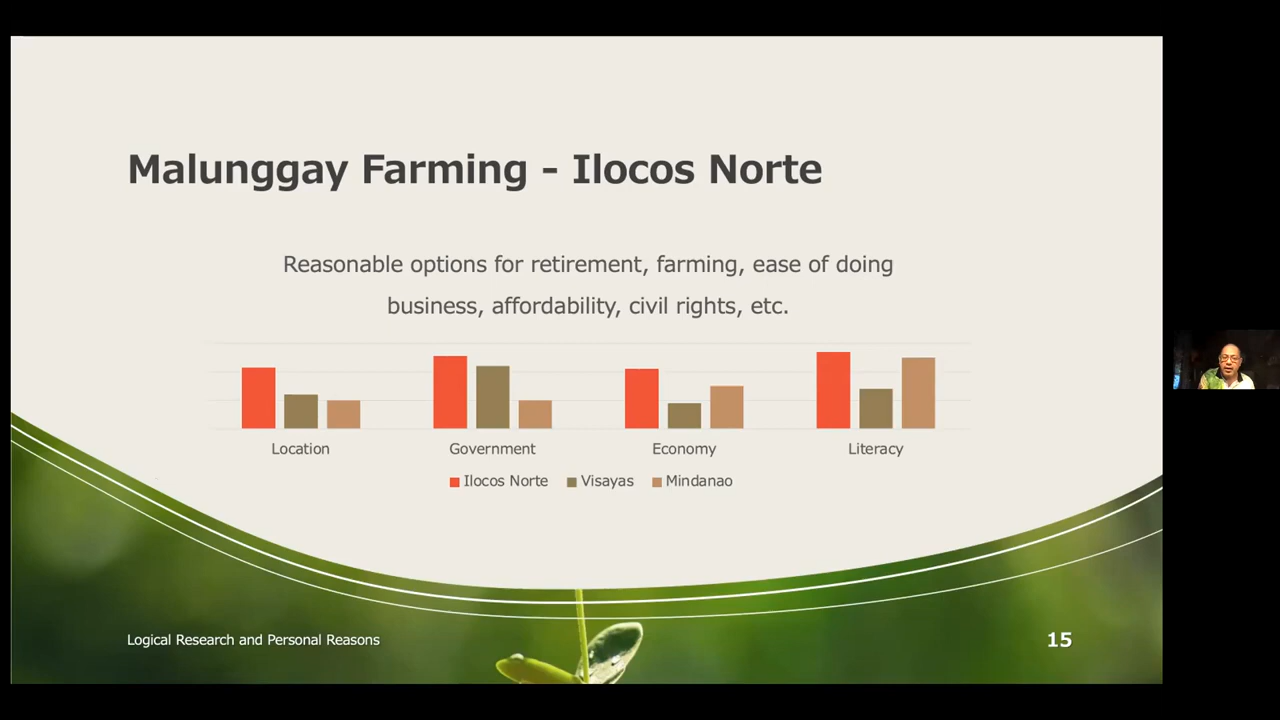 Malunggay Farming - Ilocos Norte
Reasonable options for retirement, farming, ease of doing
business, affordability, civil rights, etc.
Location Government Economy Literacy
Ilocos Norte Visayas Mindanao
Logical Research and Personal Reasons 15